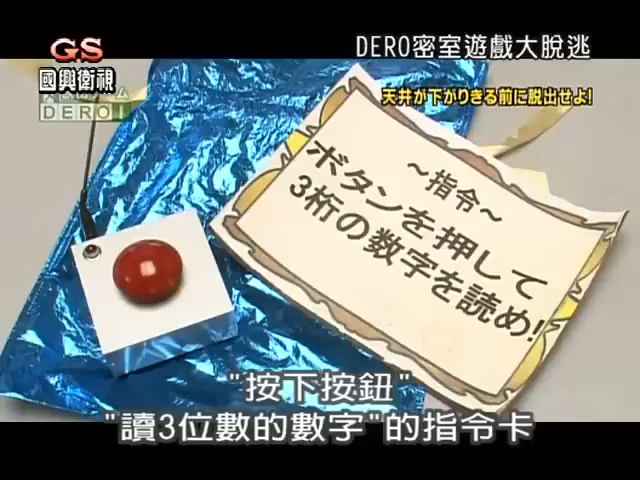 GS
國興衛視
DERO!
DERO密室遊戲大脫逃
天井が下がりきる前に脱出せよ!
～指令～
ボタンを押して
3桁の数字を読め!
"按下按鈕"
"讀3位數的數字"的指令卡